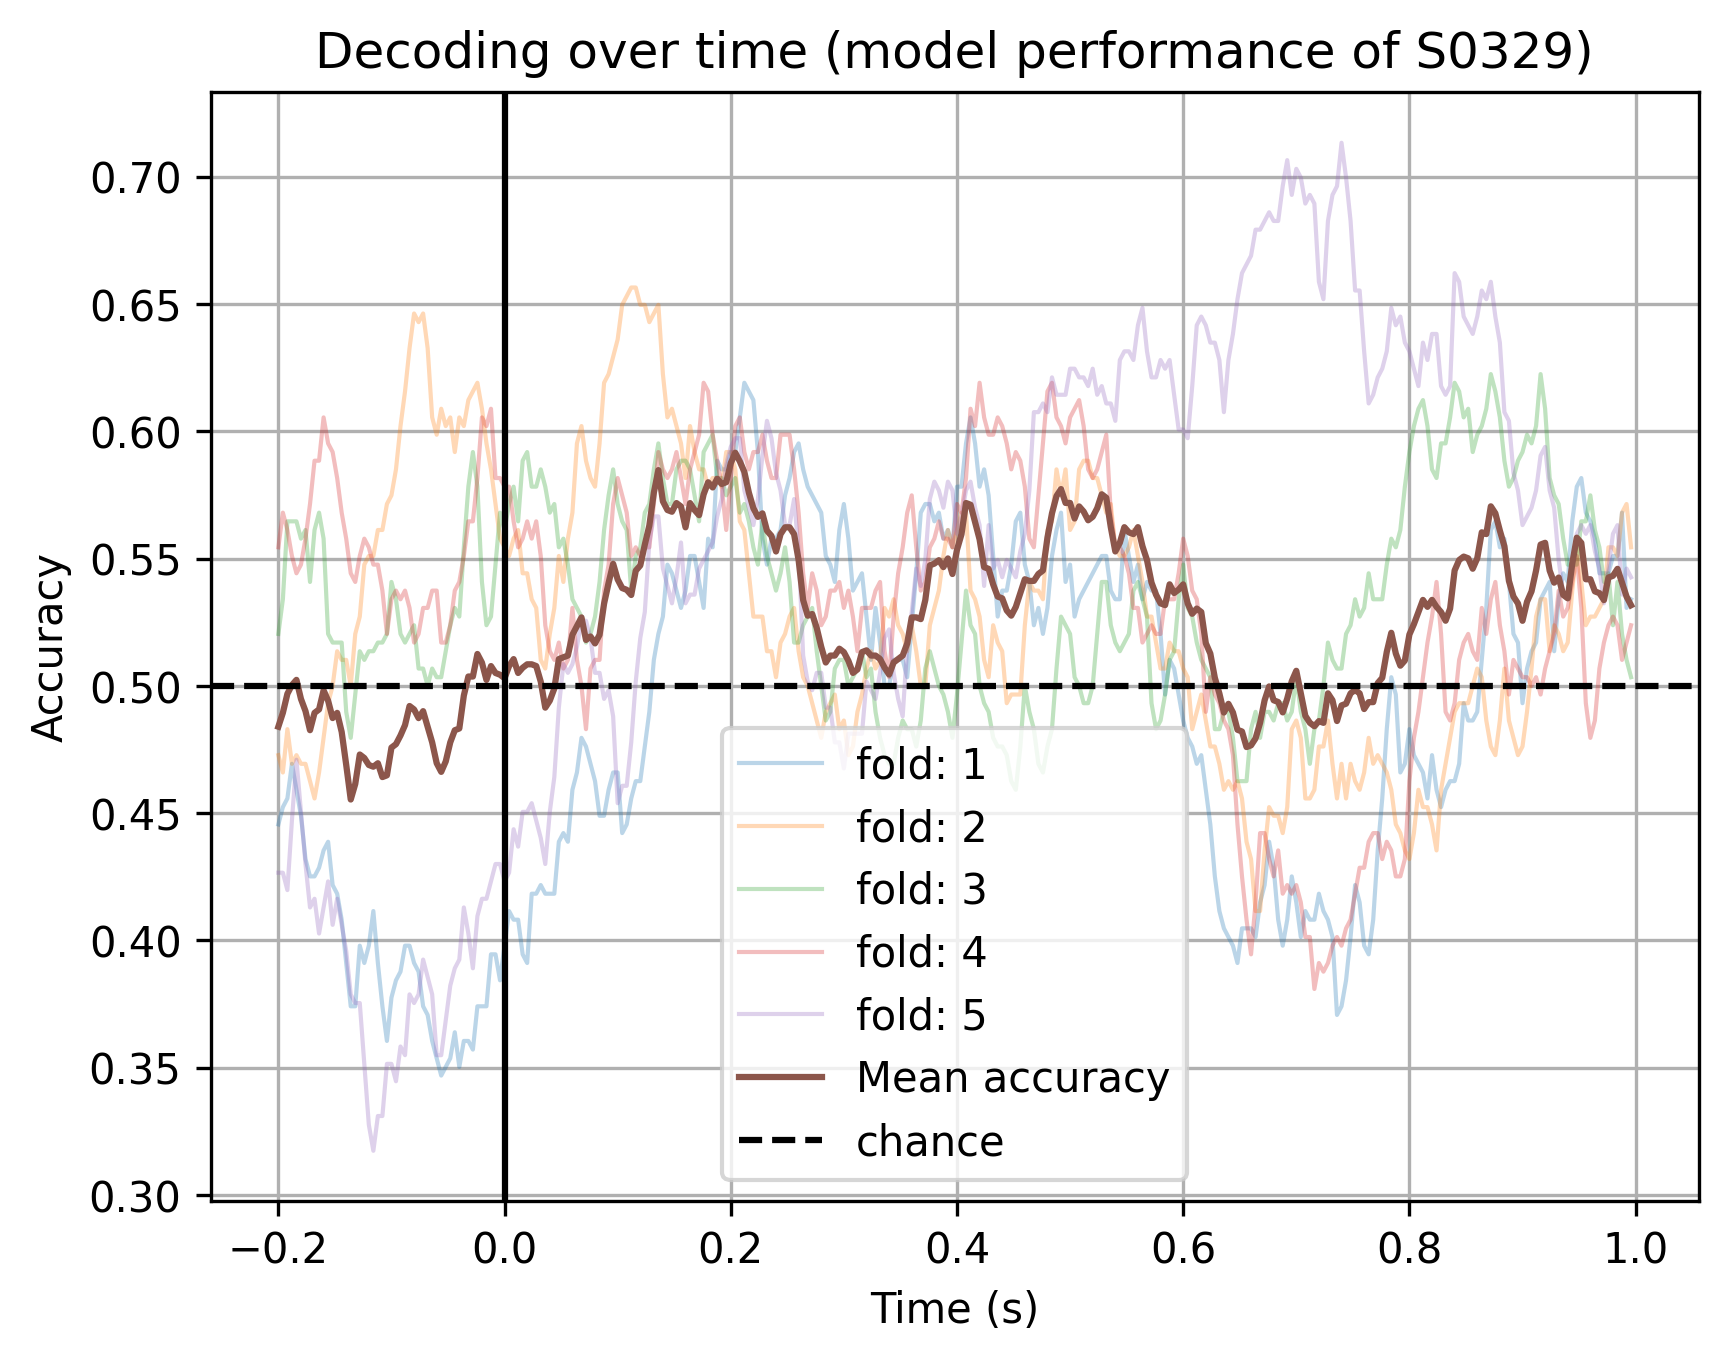 Decoding over time (model performance of S0329)
Accuracy
0.70
0.65
0.60
0.55
0.50
0.45
0.40
0.35
0.30
fold: 1
fold: 2
fold: 3
fold: 4
fold: 5
Mean accuracy
chance
−0.2 0.0 0.2 0.4 0.6 0.8 1.0
Time (s)